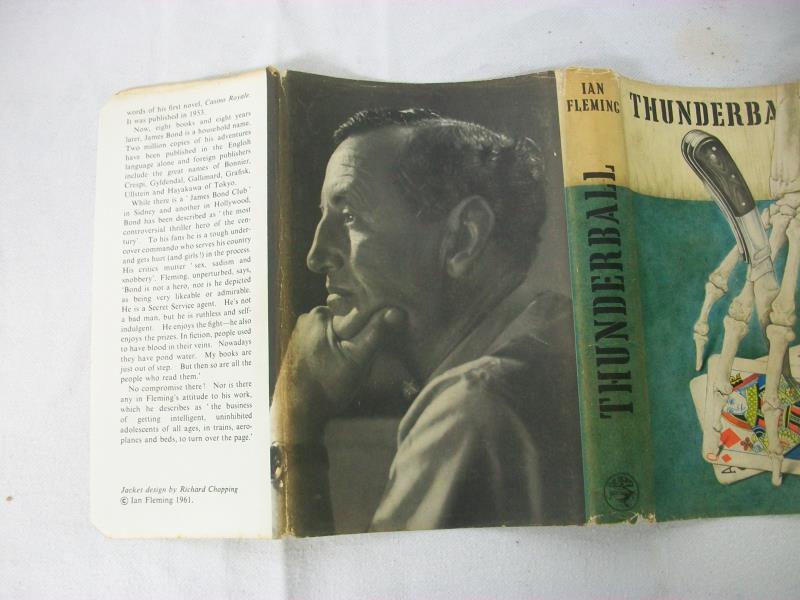 words of his first novel, Casino Royale.
It was published in 1953.
Now, eight books and eight years
later, James Bond is a household name.
Two million copies of his adventures
have been published in the English
language alone and foreign publishers
include the great names of Bonnier,
Crespi, Gyldendal, Gallimard, Grafisk,
Ullstein and Hayakawa of Tokyo.
While there is a ' James Bond Club '
in Sidney and another in Hollywood,
Bond has been described as ' the most
controversial thriller hero of the cen-
tury'. To his fans he is a tough under-
cover commando who serves his country
and gets hurt (and girls!) in the process.
His critics mutter ' sex, sadism and
snobbery'. Fleming, unperturbed, says,
'Bond is not a hero, nor is he depicted
as being very likeable or admirable.
He is a Secret Service agent. He's not
a bad man, but he is ruthless and self-
indulgent. He enjoys the fight—he also
enjoys the prizes. In fiction, people used
to have blood in their veins. Nowadays
they have pond water. My books are
just out of step. But then so are all the
people who read them.'
No compromise there! Nor is there
any in Fleming's attitude to his work,
which he describes as ' the business
of getting intelligent, uninhibited
adolescents of all ages, in trains, aero-
planes and beds, to turn over the page.'
Jacket design by Richard Chopping
© Ian Fleming 1961.
IAN
FLEMING
THUNDERBALL
THUNDERBA
Q
A